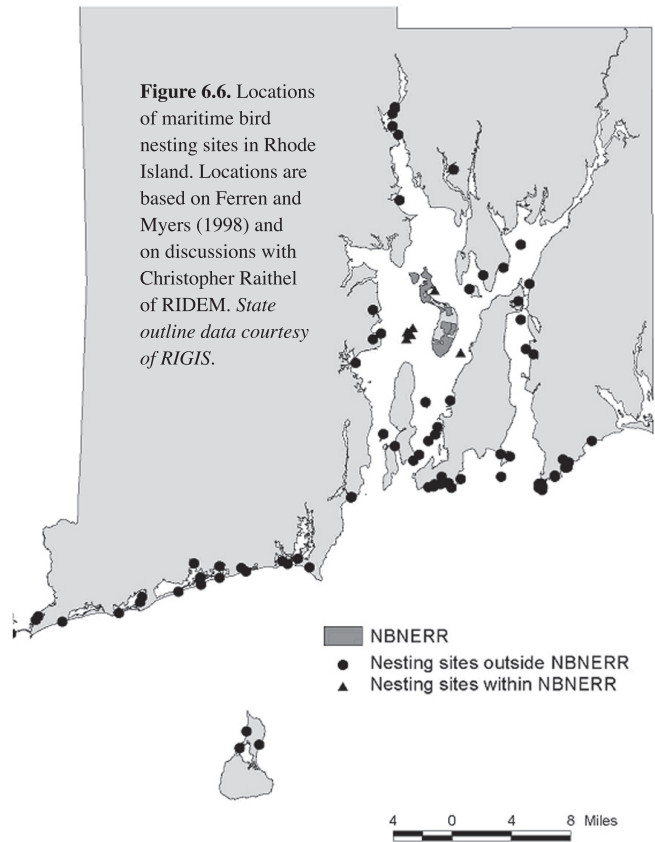 Figure 6.6. Locations
of maritime bird
nesting sites in Rhode
Island. Locations are
based on Ferren and
Myers (1998) and
on discussions with
Christopher Raithel
of RIDEM. State
outline data courtesy
of RIGIS.
NBNERR
Nesting sites outside NBNERR
Nesting sites within NBNERR
4 0 4 8 Miles